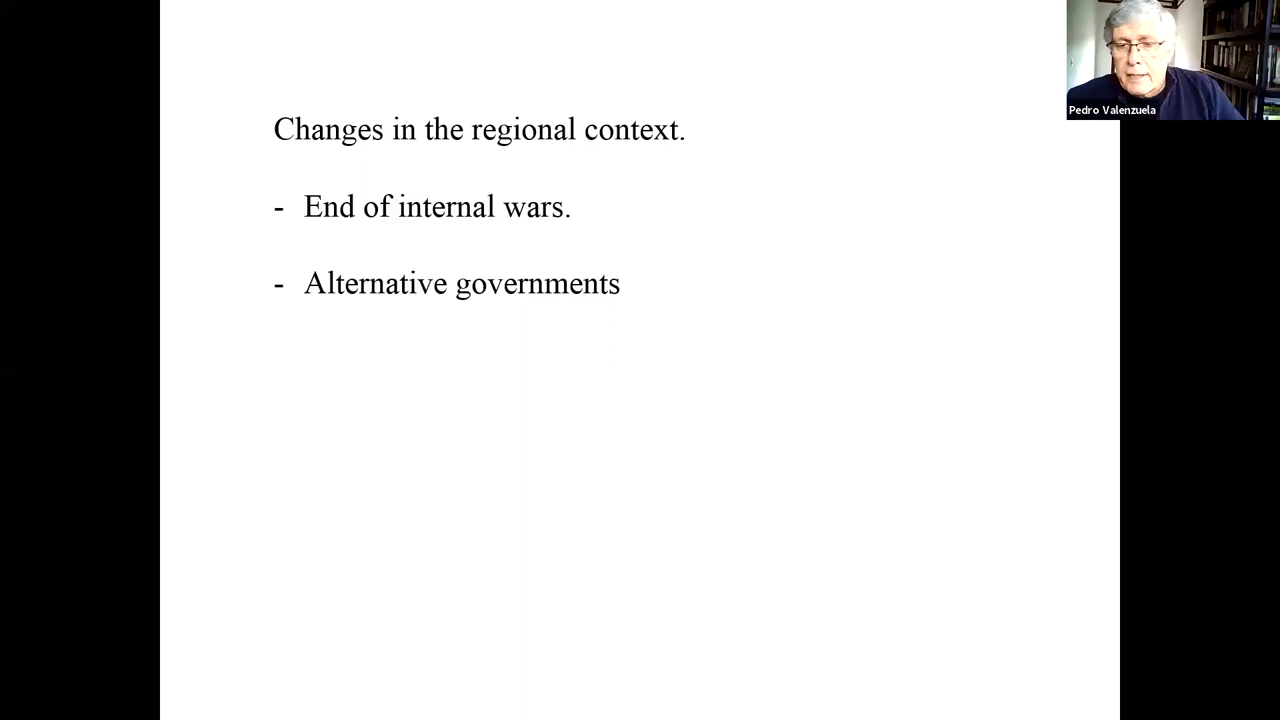 Changes in the regional context.
- End of internal wars.
- Alternative governments
Pedro Valenzuela